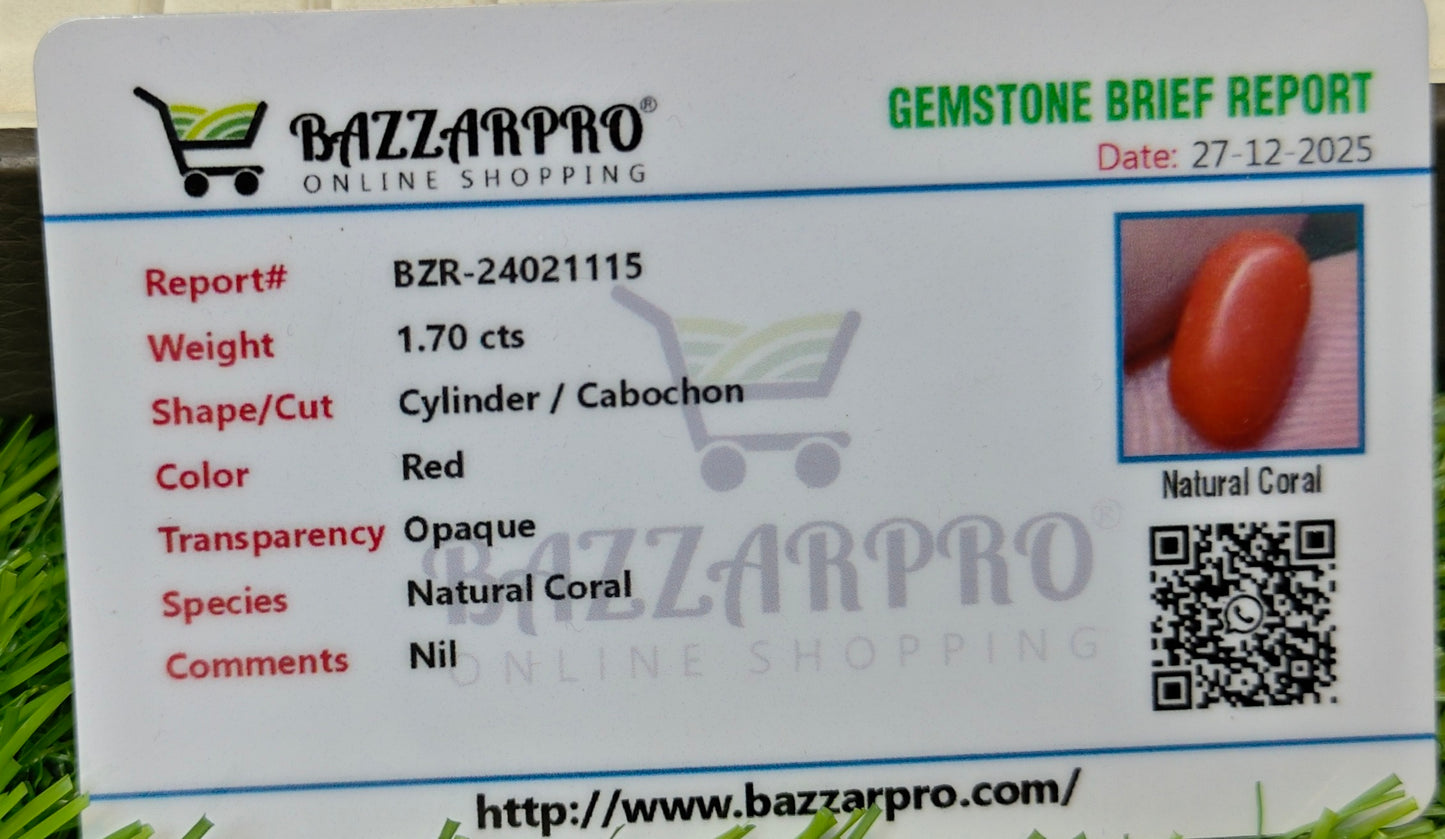 BAZZARPRO®
ONLINE SHOPPING
GEMSTONE BRIEF REPORT
Date: 27-12-2025
Report# BZR-24021115
Weight 1.70 cts
Shape/Cut Cylinder / Cabochon
Color Red
Transparency Opaque
Species Natural Coral
Comments Nil
Natural Coral
BAZZARPRO®
ONLINE SHOPPING
http://www.bazzarpro.com/